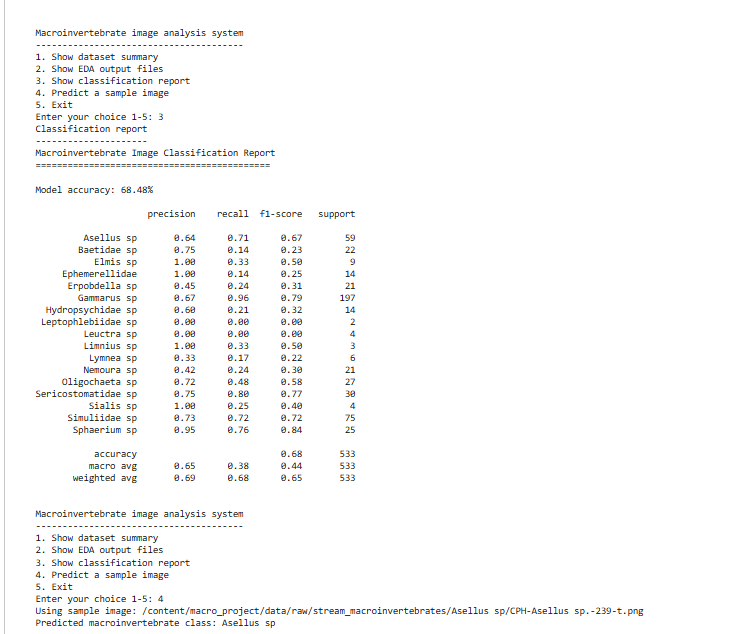 Macroinvertebrate image analysis system
---------------------------------------
1. Show dataset summary
2. Show EDA output files
3. Show classification report
4. Predict a sample image
5. Exit
Enter your choice 1-5: 3
Classification report
---------------------
Macroinvertebrate Image Classification Report
============================================
Model accuracy: 68.48%
precision recall f1-score support
Asellus sp 0.64 0.71 0.67 59
Baetidae sp 0.75 0.14 0.23 22
Elmis sp 1.00 0.33 0.50 9
Ephemerellidae 1.00 0.14 0.25 14
Erpobdella sp 0.45 0.24 0.31 21
Gammarus sp 0.67 0.96 0.79 197
Hydropsychidae sp 0.60 0.21 0.32 14
Leptophlebiidae sp 0.00 0.00 0.00 2
Leuctra sp 0.00 0.00 0.00 4
Limnius sp 1.00 0.33 0.50 3
Lymnea sp 0.33 0.17 0.22 6
Nemoura sp 0.42 0.24 0.30 21
Oligochaeta sp 0.72 0.48 0.58 27
Sericostomatidae sp 0.75 0.80 0.77 30
Sialis sp 1.00 0.25 0.40 4
Simuliidae sp 0.73 0.72 0.72 75
Sphaerium sp 0.95 0.76 0.84 25
accuracy 0.68 533
macro avg 0.65 0.38 0.44 533
weighted avg 0.69 0.68 0.65 533
Macroinvertebrate image analysis system
---------------------------------------
1. Show dataset summary
2. Show EDA output files
3. Show classification report
4. Predict a sample image
5. Exit
Enter your choice 1-5: 4
Using sample image: /content/macro_project/data/raw/stream_macroinvertebrates/Asellus sp/CPH-Asellus sp.-239-t.png
Predicted macroinvertebrate class: Asellus sp